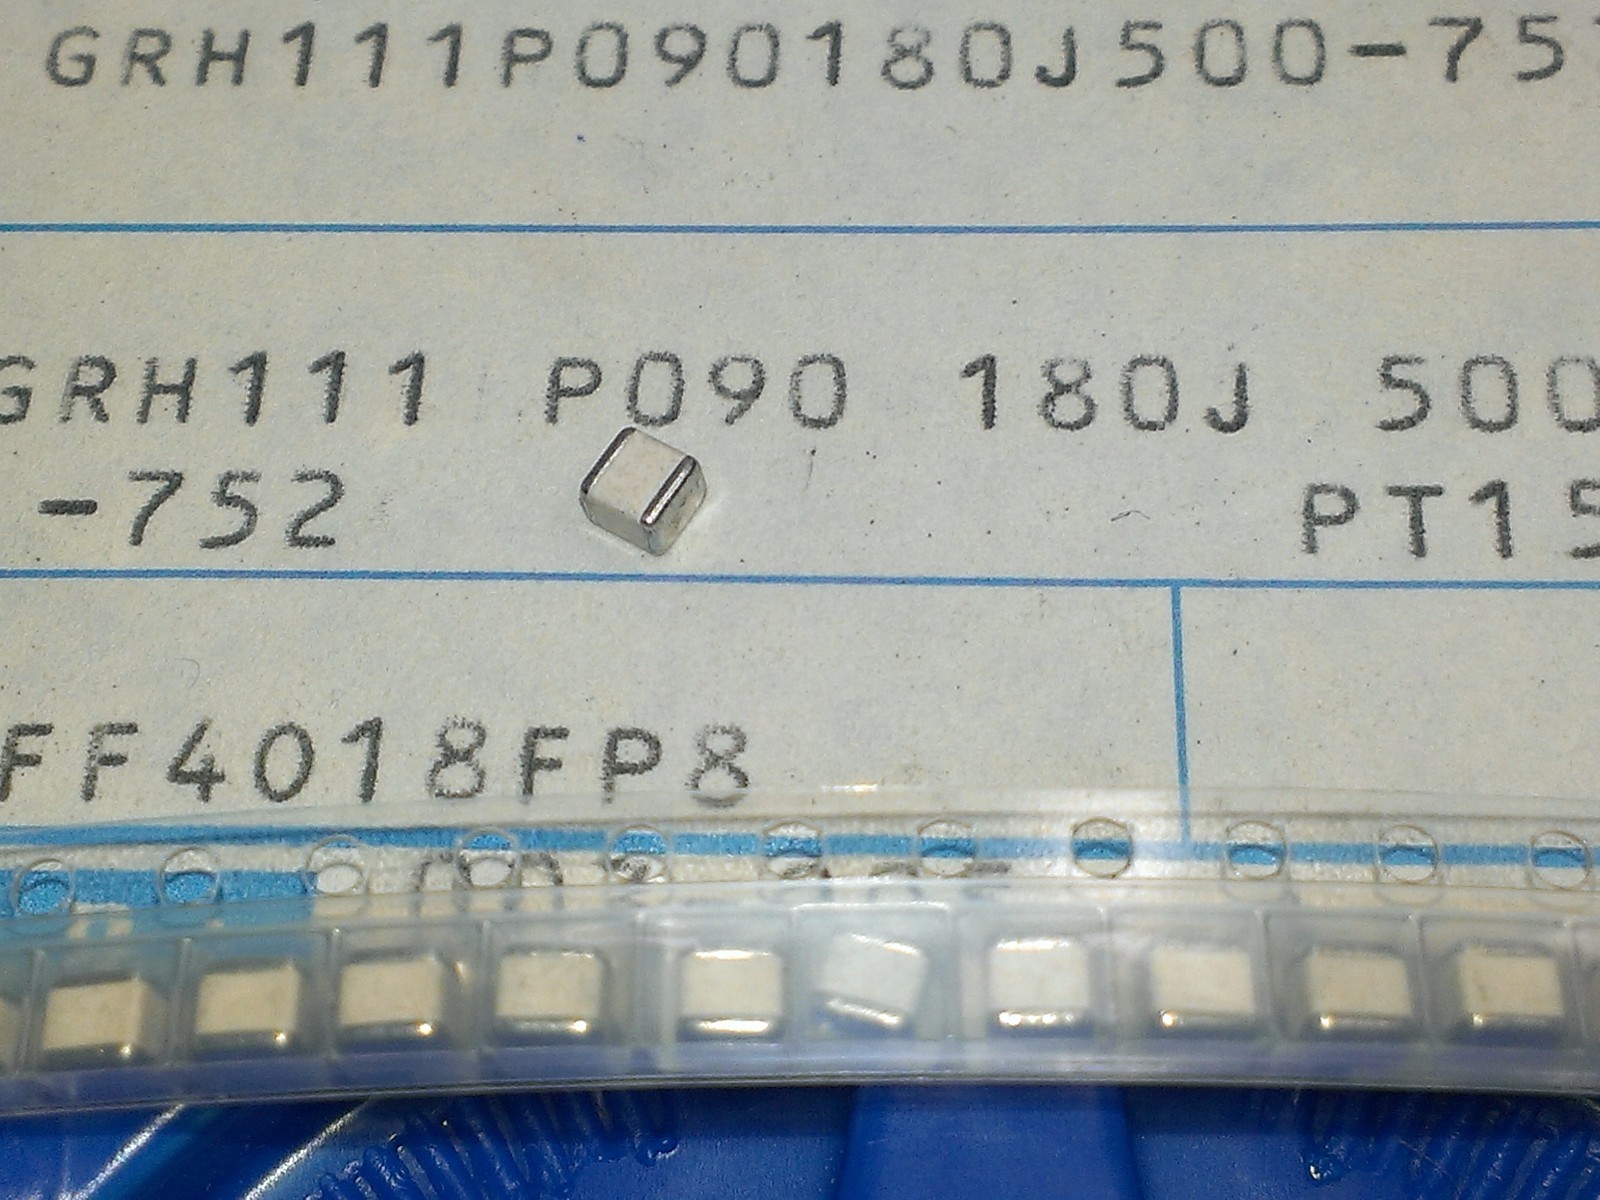 GRH111P090180J500-75
GRH111 P090 180J 500
-752 PT15
FF4018FP8